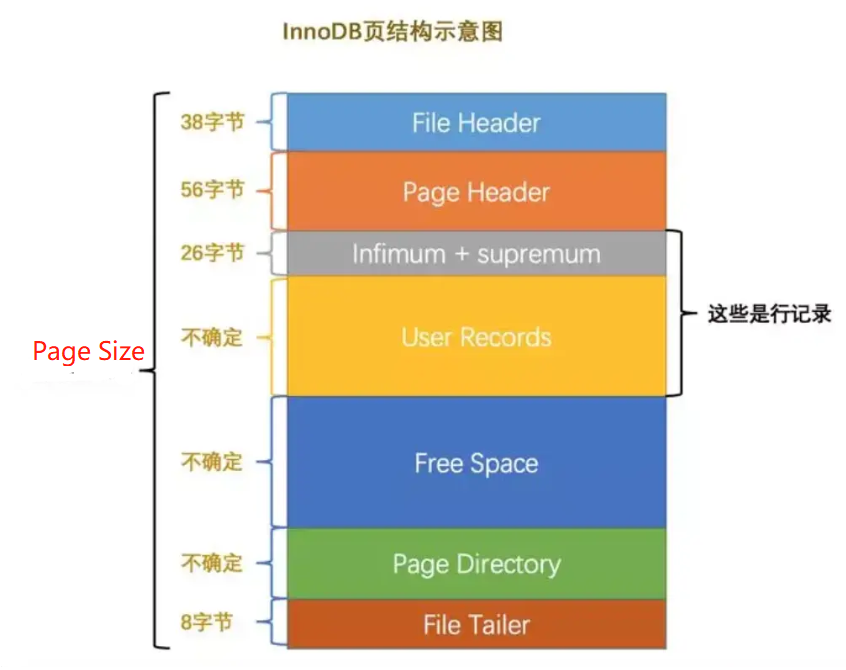 InnoDB页结构示意图
38字节
File Header
56字节
Page Header
26字节
Infimum + supremum
这些是行记录
不确定
User Records
Page Size
不确定
Free Space
不确定
Page Directory
8字节
File Tailer